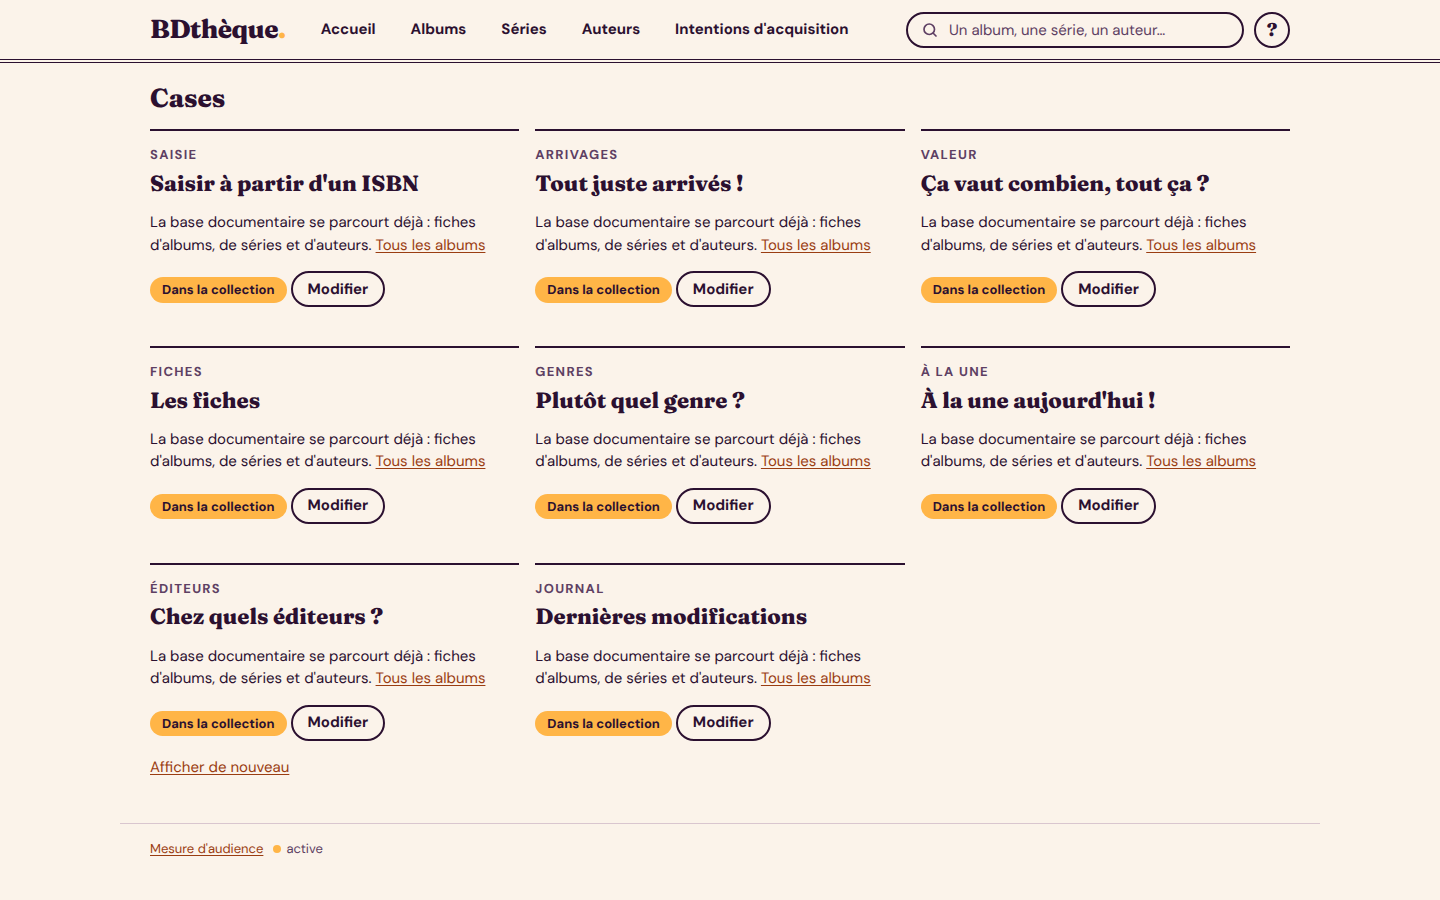 BDthèque.
Accueil
Albums
Séries
Auteurs
Intentions d'acquisition
Un album, une série, un auteur...
?
Cases
SAISIE
Saisir à partir d'un ISBN
La base documentaire se parcourt déjà : fiches
d'albums, de séries et d'auteurs. Tous les albums
Dans la collection
Modifier
ARRIVAGES
Tout juste arrivés !
La base documentaire se parcourt déjà : fiches
d'albums, de séries et d'auteurs. Tous les albums
Dans la collection
Modifier
VALEUR
Ça vaut combien, tout ça ?
La base documentaire se parcourt déjà : fiches
d'albums, de séries et d'auteurs. Tous les albums
Dans la collection
Modifier
FICHES
Les fiches
La base documentaire se parcourt déjà : fiches
d'albums, de séries et d'auteurs. Tous les albums
Dans la collection
Modifier
GENRES
Plutôt quel genre ?
La base documentaire se parcourt déjà : fiches
d'albums, de séries et d'auteurs. Tous les albums
Dans la collection
Modifier
À LA UNE
À la une aujourd'hui !
La base documentaire se parcourt déjà : fiches
d'albums, de séries et d'auteurs. Tous les albums
Dans la collection
Modifier
ÉDITEURS
Chez quels éditeurs ?
La base documentaire se parcourt déjà : fiches
d'albums, de séries et d'auteurs. Tous les albums
Dans la collection
Modifier
JOURNAL
Dernières modifications
La base documentaire se parcourt déjà : fiches
d'albums, de séries et d'auteurs. Tous les albums
Dans la collection
Modifier
Afficher de nouveau
Mesure d'audience
active